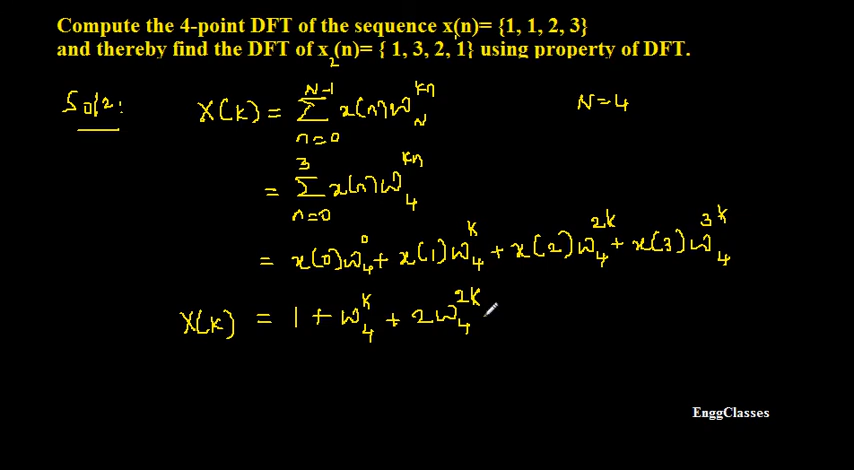 Compute the 4-point DFT of the sequence x(n)= {1, 1, 2, 3}
and thereby find the DFT of x₂(n)= { 1, 3, 2, 1} using property of DFT.
Soln: X(K) = Σ_{n=0}^{N-1} x(n) W_N^{kn} N=4
= Σ_{n=0}^{3} x(n) W_4^{kn}
= x(0)W_4^0 + x(1)W_4^K + x(2)W_4^{2K} + x(3)W_4^{3K}
X(K) = 1 + W_4^K + 2W_4^{2K}
EnggClasses